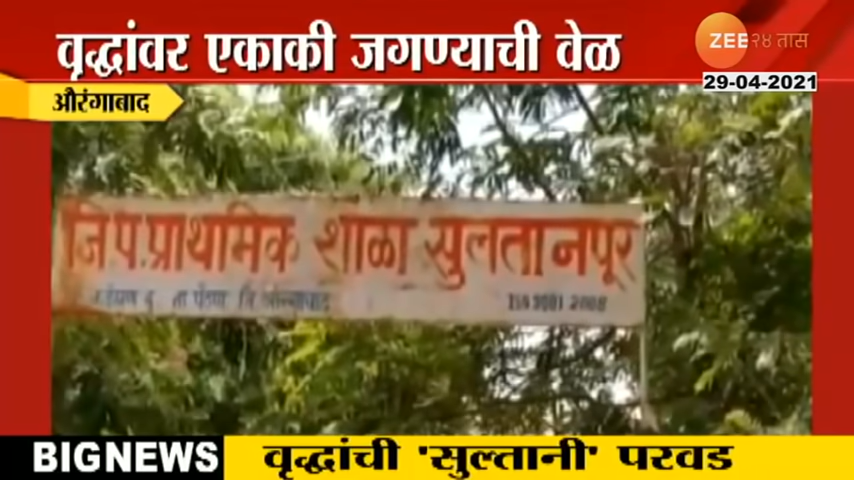 वृद्धांवर एकाकी जगण्याची वेळ
ZEE २४ तास
29-04-2021
औरंगाबाद
जि.प.प्राथमिक शाळा सुलतानपूर
BIGNEWS
वृद्धांची 'सुल्तानी' परवड